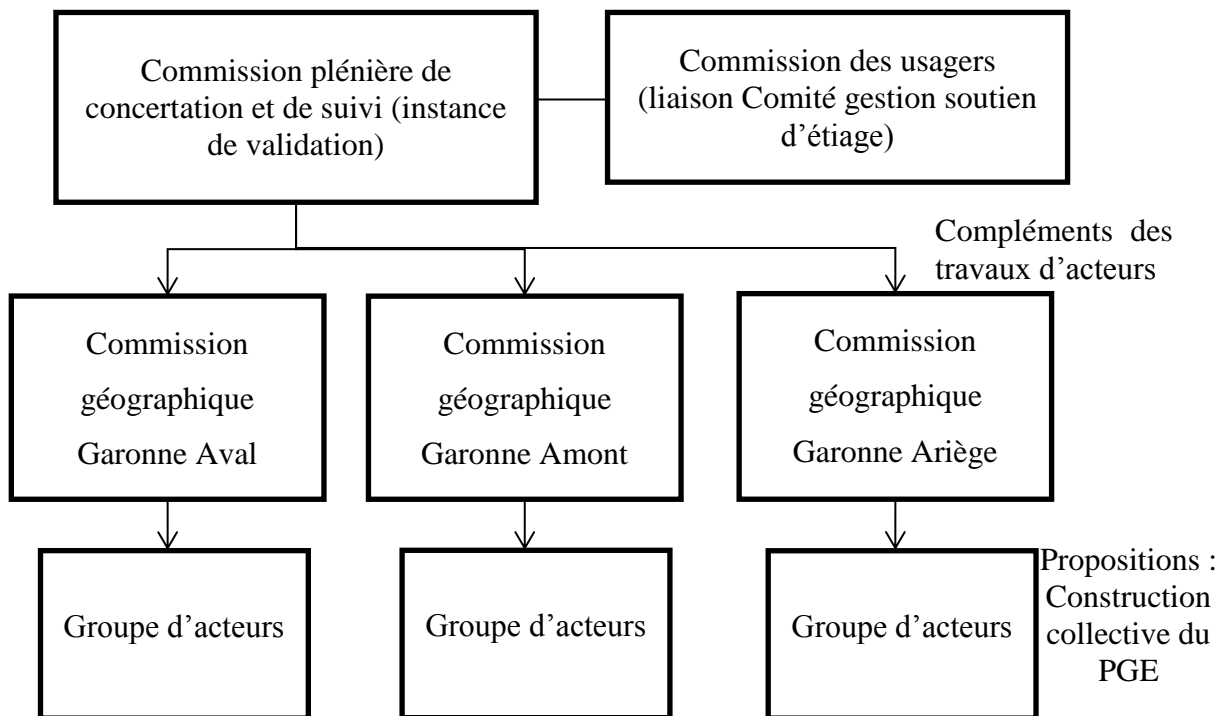 Commission plénière de
concertation et de suivi (instance
de validation)
Commission des usagers
(liaison Comité gestion soutien
d’étiage)
Compléments des
travaux d’acteurs
Commission
géographique
Garonne Aval
Commission
géographique
Garonne Amont
Commission
géographique
Garonne Ariège
Groupe d’acteurs
Groupe d’acteurs
Groupe d’acteurs
Propositions :
Construction
collective du
PGE